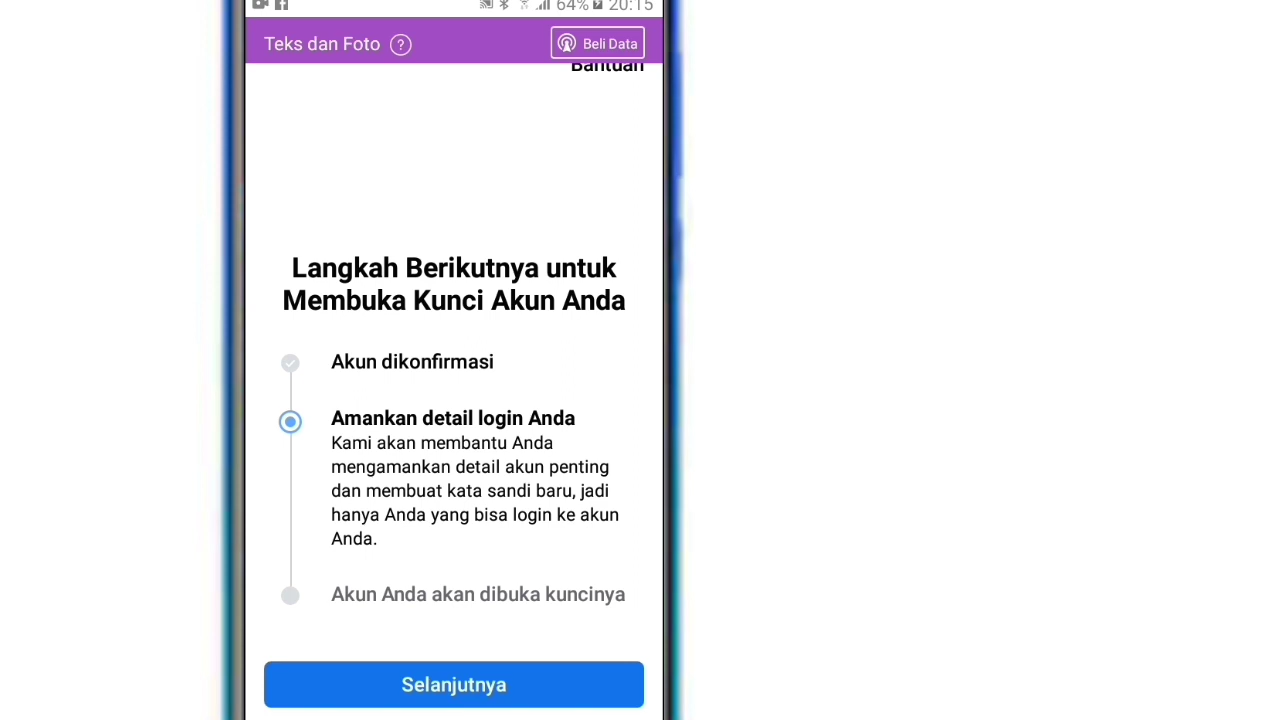 64% 20:15
Teks dan Foto ? Beli Data
Bantuan
Langkah Berikutnya untuk
Membuka Kunci Akun Anda
Akun dikonfirmasi
Amankan detail login Anda
Kami akan membantu Anda
mengamankan detail akun penting
dan membuat kata sandi baru, jadi
hanya Anda yang bisa login ke akun
Anda.
Akun Anda akan dibuka kuncinya
Selanjutnya